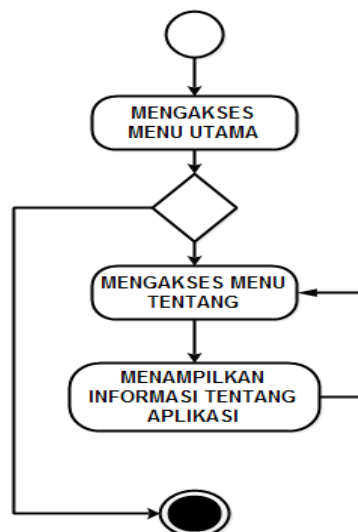 MENGAKSES
MENU UTAMA
MENGAKSES MENU
TENTANG
MENAMPILKAN
INFORMASI TENTANG
APLIKASI